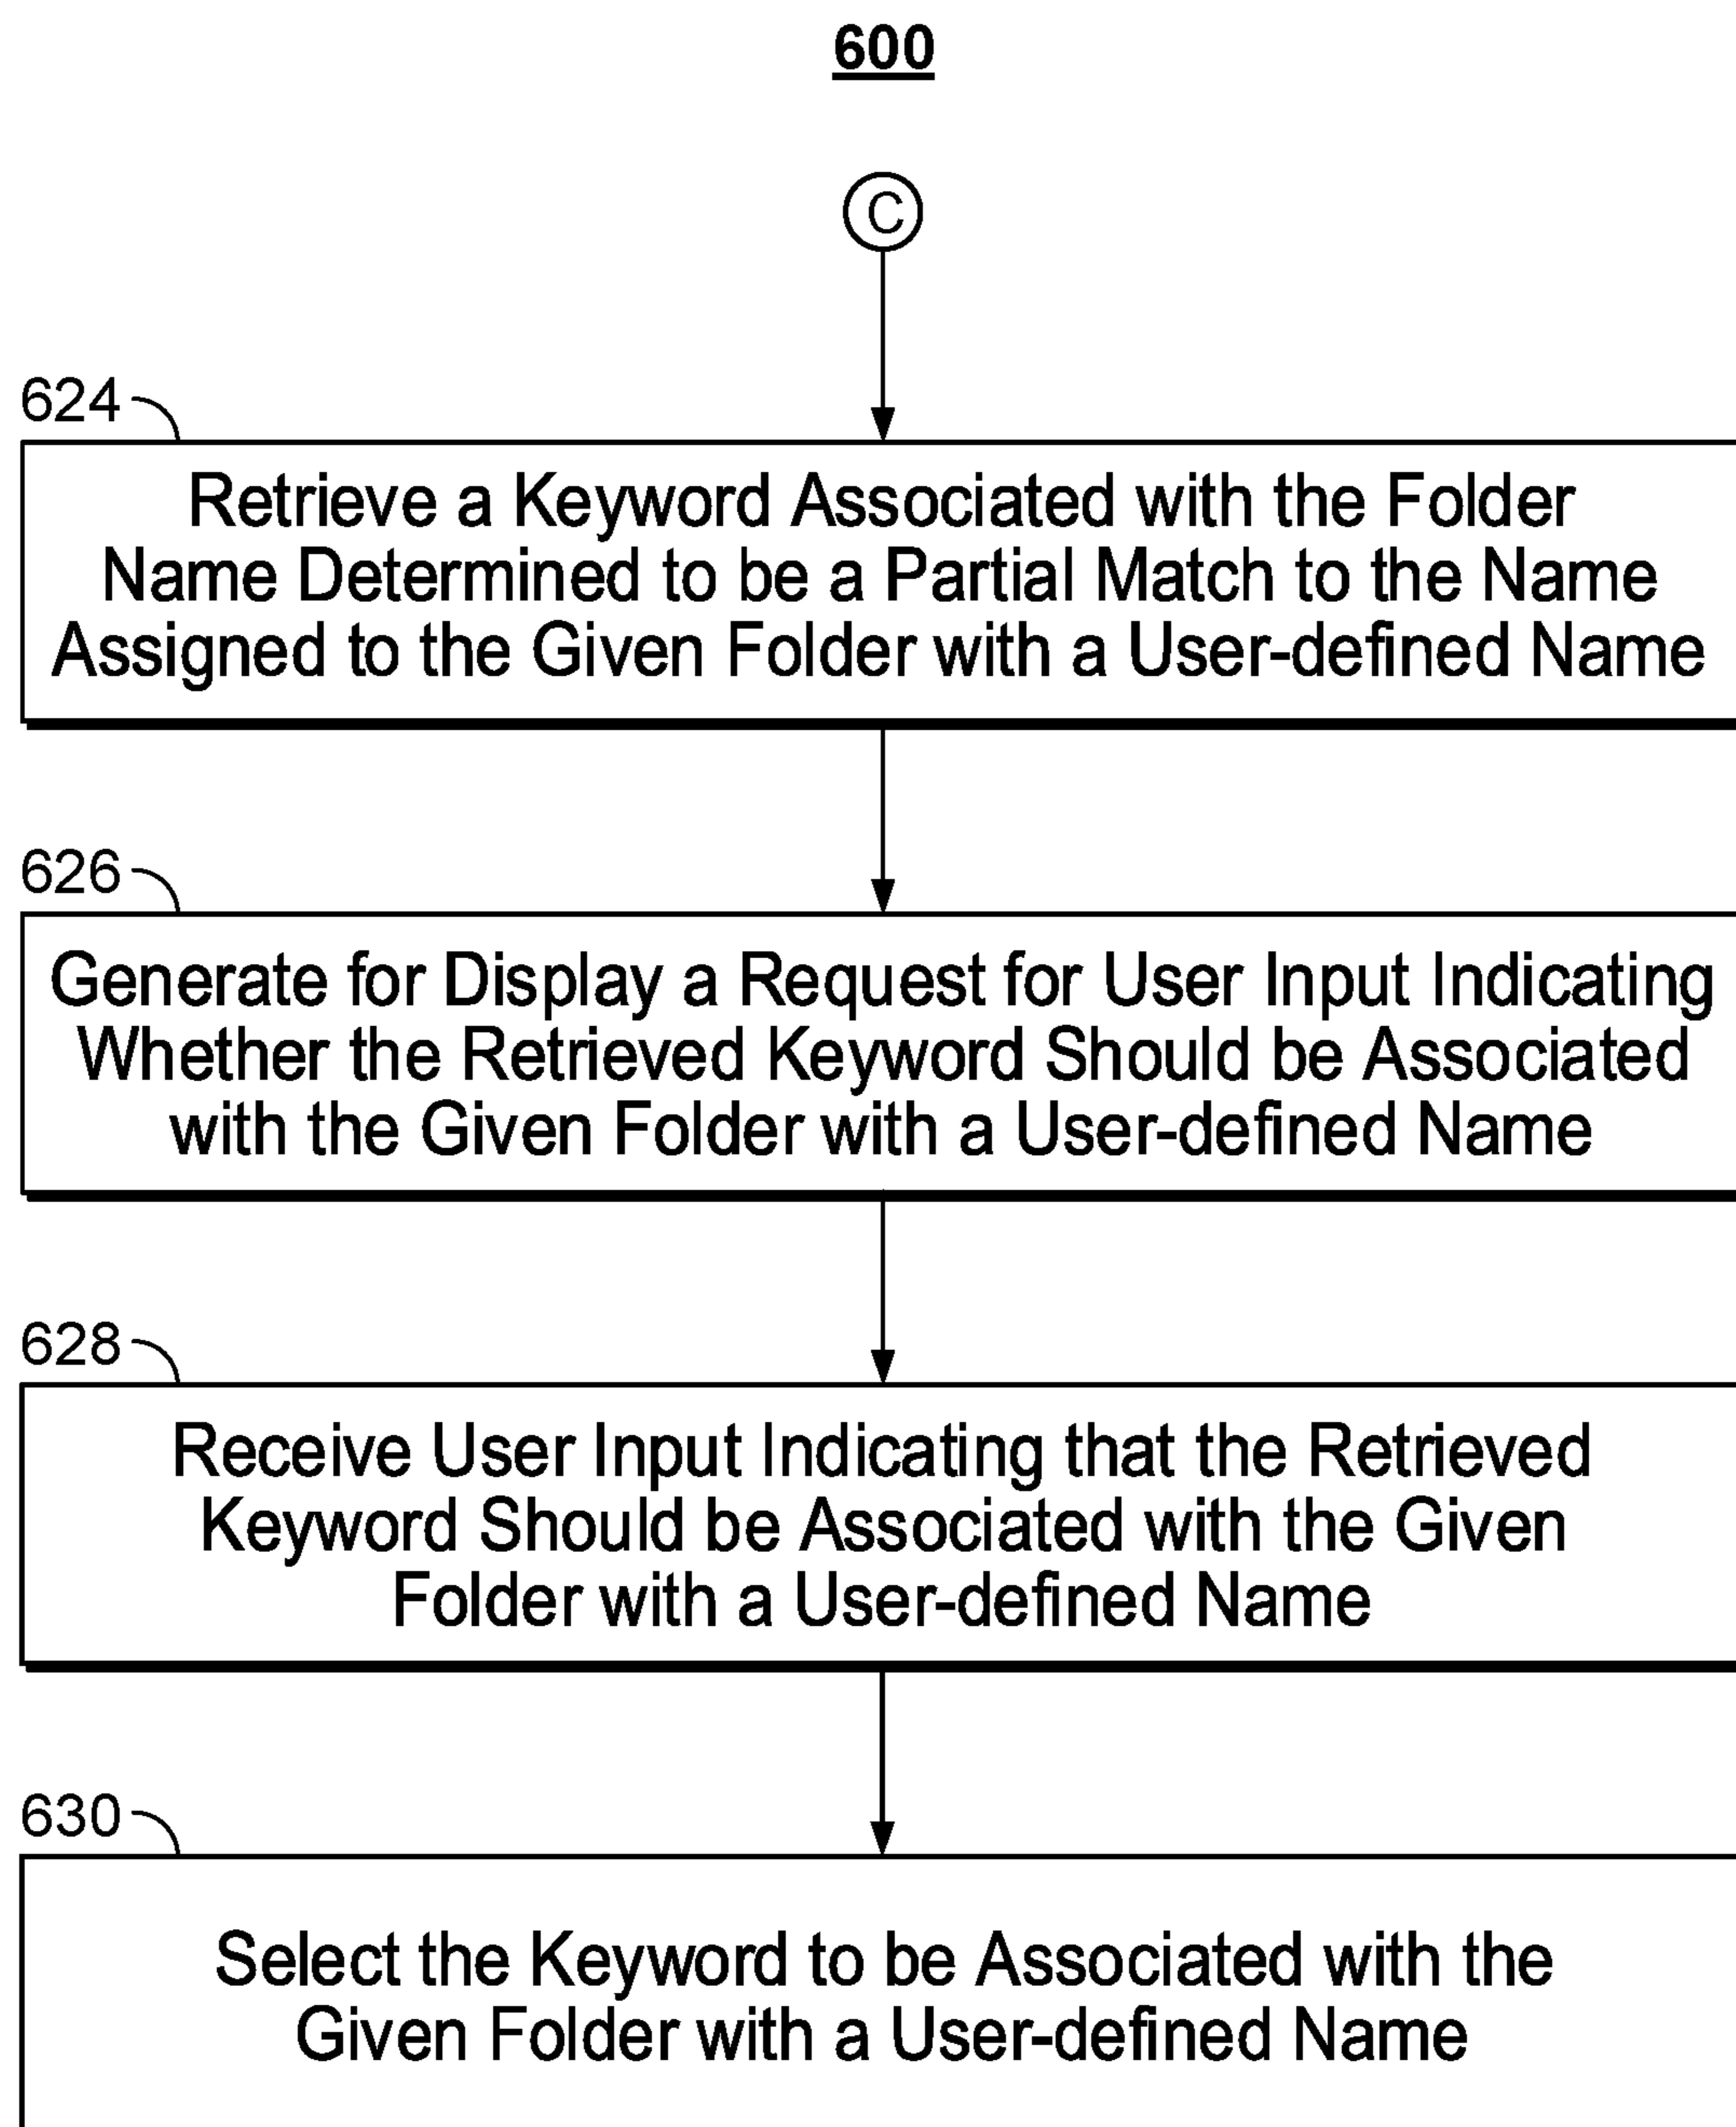 600
C
624
Retrieve a Keyword Associated with the Folder
Name Determined to be a Partial Match to the Name
Assigned to the Given Folder with a User-defined Name
626
Generate for Display a Request for User Input Indicating
Whether the Retrieved Keyword Should be Associated
with the Given Folder with a User-defined Name
628
Receive User Input Indicating that the Retrieved
Keyword Should be Associated with the Given
Folder with a User-defined Name
630
Select the Keyword to be Associated with the
Given Folder with a User-defined Name